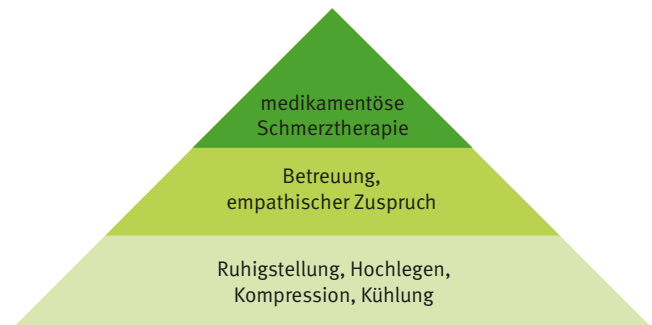 medikamentöse
Schmerztherapie
Betreuung,
empathischer Zuspruch
Ruhigstellung, Hochlegen,
Kompression, Kühlung